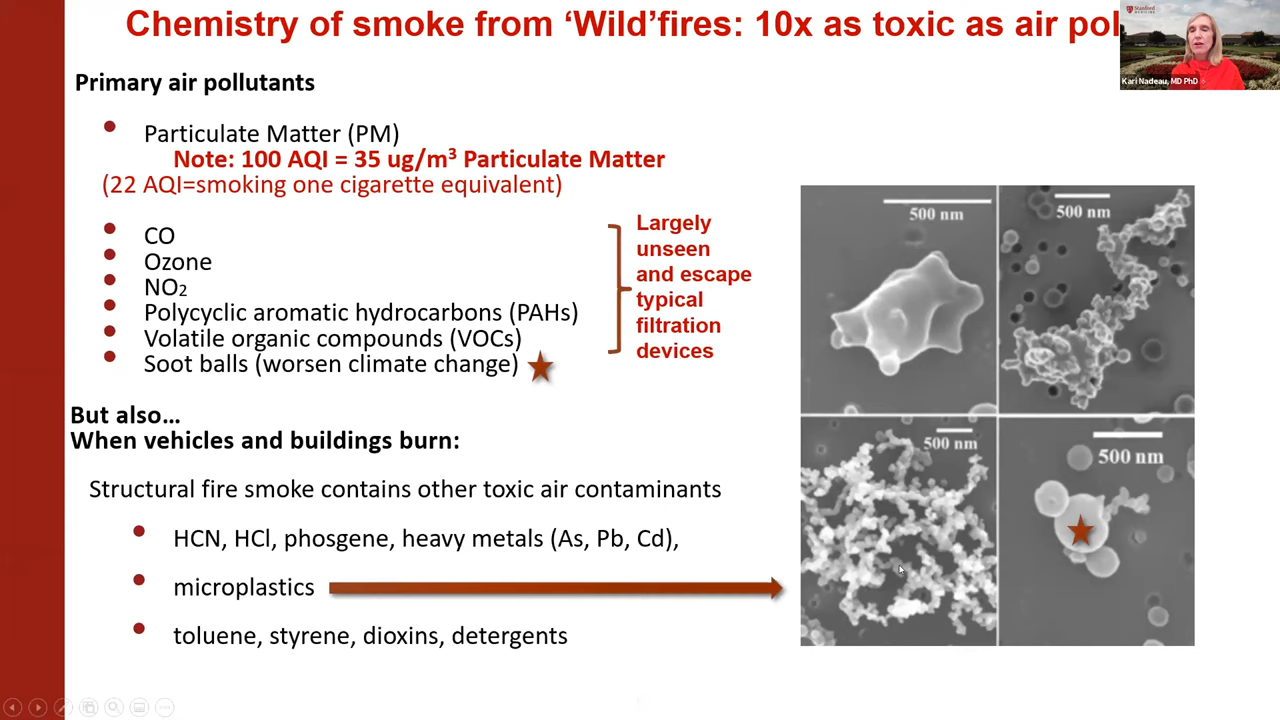 Chemistry of smoke from ‘Wild’fires: 10x as toxic as air pol
Stanford
MEDICINE
Kari Nadeau, MD PhD
Primary air pollutants
Particulate Matter (PM)
Note: 100 AQI = 35 ug/m³ Particulate Matter
(22 AQI=smoking one cigarette equivalent)
CO
Ozone
NO₂
Polycyclic aromatic hydrocarbons (PAHs)
Volatile organic compounds (VOCs)
Soot balls (worsen climate change)
Largely
unseen
and escape
typical
filtration
devices
But also…
When vehicles and buildings burn:
Structural fire smoke contains other toxic air contaminants
HCN, HCl, phosgene, heavy metals (As, Pb, Cd),
microplastics
toluene, styrene, dioxins, detergents
500 nm
500 nm
500 nm
500 nm